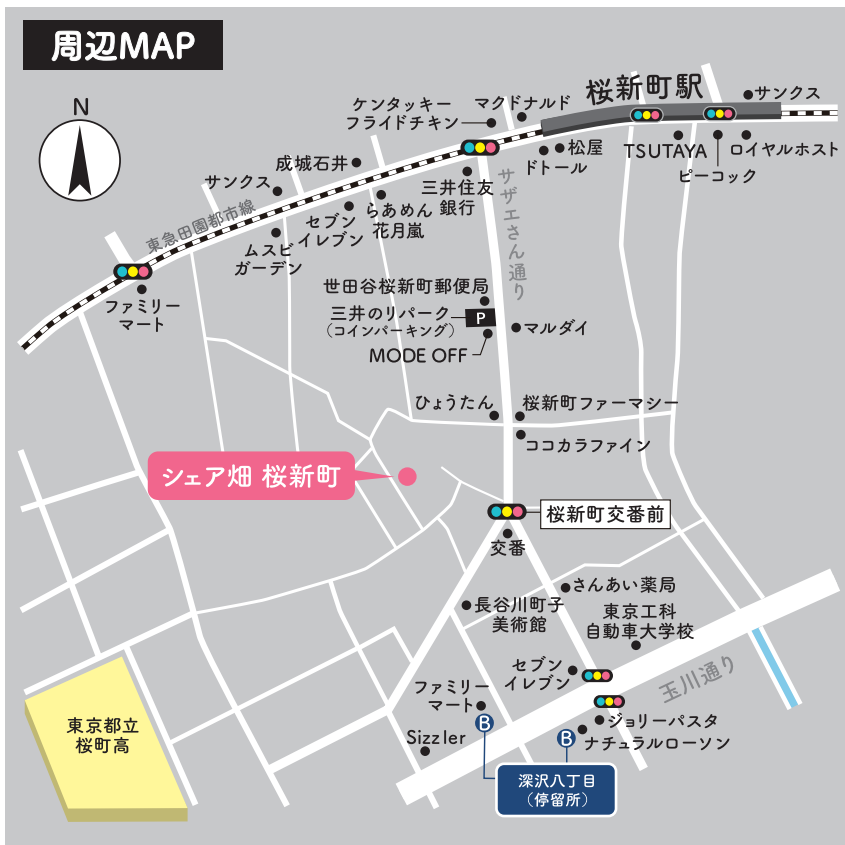 周辺MAP
N
桜新町駅
サンクス
ケンタッキー
フライドチキン
マクドナルド
松屋
ドトール
TSUTAYA
ロイヤルホスト
ピーコック
成城石井
サンクス
三井住友
銀行
サザエさん通り
らあめん
花月嵐
セブン
イレブン
東急田園都市線
ムスビ
ガーデン
ファミリー
マート
世田谷桜新町郵便局
三井のリパーク
(コインパーキング)
P
マルダイ
MODE OFF
ひょうたん
桜新町ファーマシー
ココカラファイン
シェア畑 桜新町
桜新町交番前
交番
さんあい薬局
長谷川町子
美術館
東京工科
自動車大学校
セブン
イレブン
玉川通り
ファミリー
マート
B
ジョリーパスタ
ナチュラルローソン
B
Sizzler
東京都立
桜町高
深沢八丁目
(停留所)